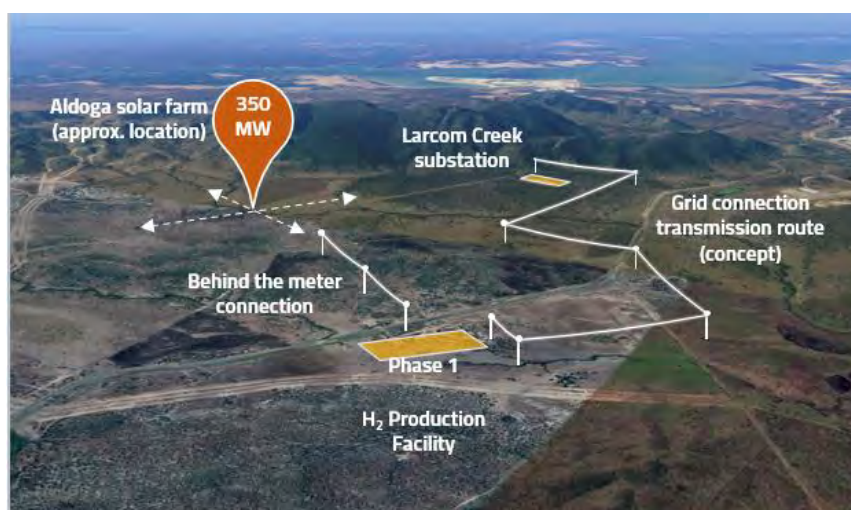 Aldoga solar farm
(approx. location)
350
MW
Larcom Creek
substation
Grid connection
transmission route
(concept)
Behind the meter
connection
Phase 1
H₂ Production
Facility